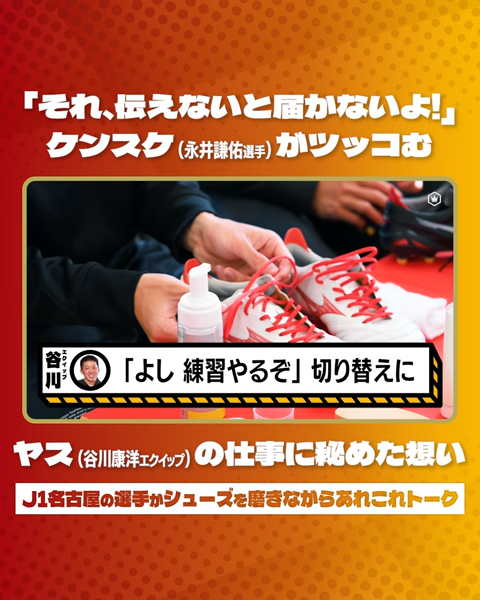 「それ、伝えないと届かないよ!」
ケンスケ(永井謙佑選手)がツッコむ
エクイップ
谷川
「よし 練習やるぞ」切り替えに
ヤス(谷川康洋エクイップ)の仕事に秘めた想い
J1名古屋の選手がシューズを磨きながらあれこれトーク